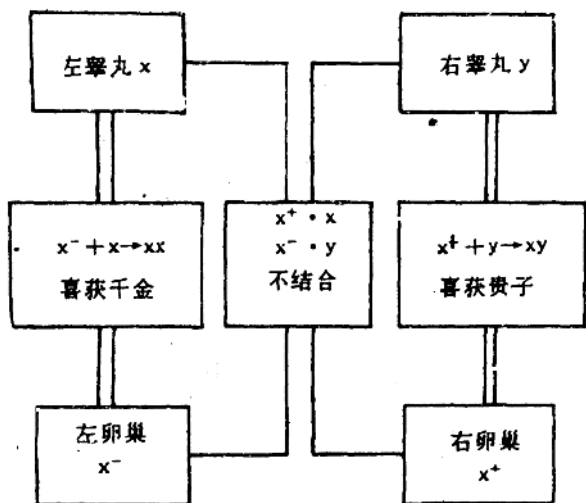 左睾丸 x
右睾丸 y
x⁻ + x → xx
喜获千金
x⁺ • x
x⁻ • y
不结合
x⁺ + y → xy
喜获贵子
左卵巢
x⁻
右卵巢
x⁺